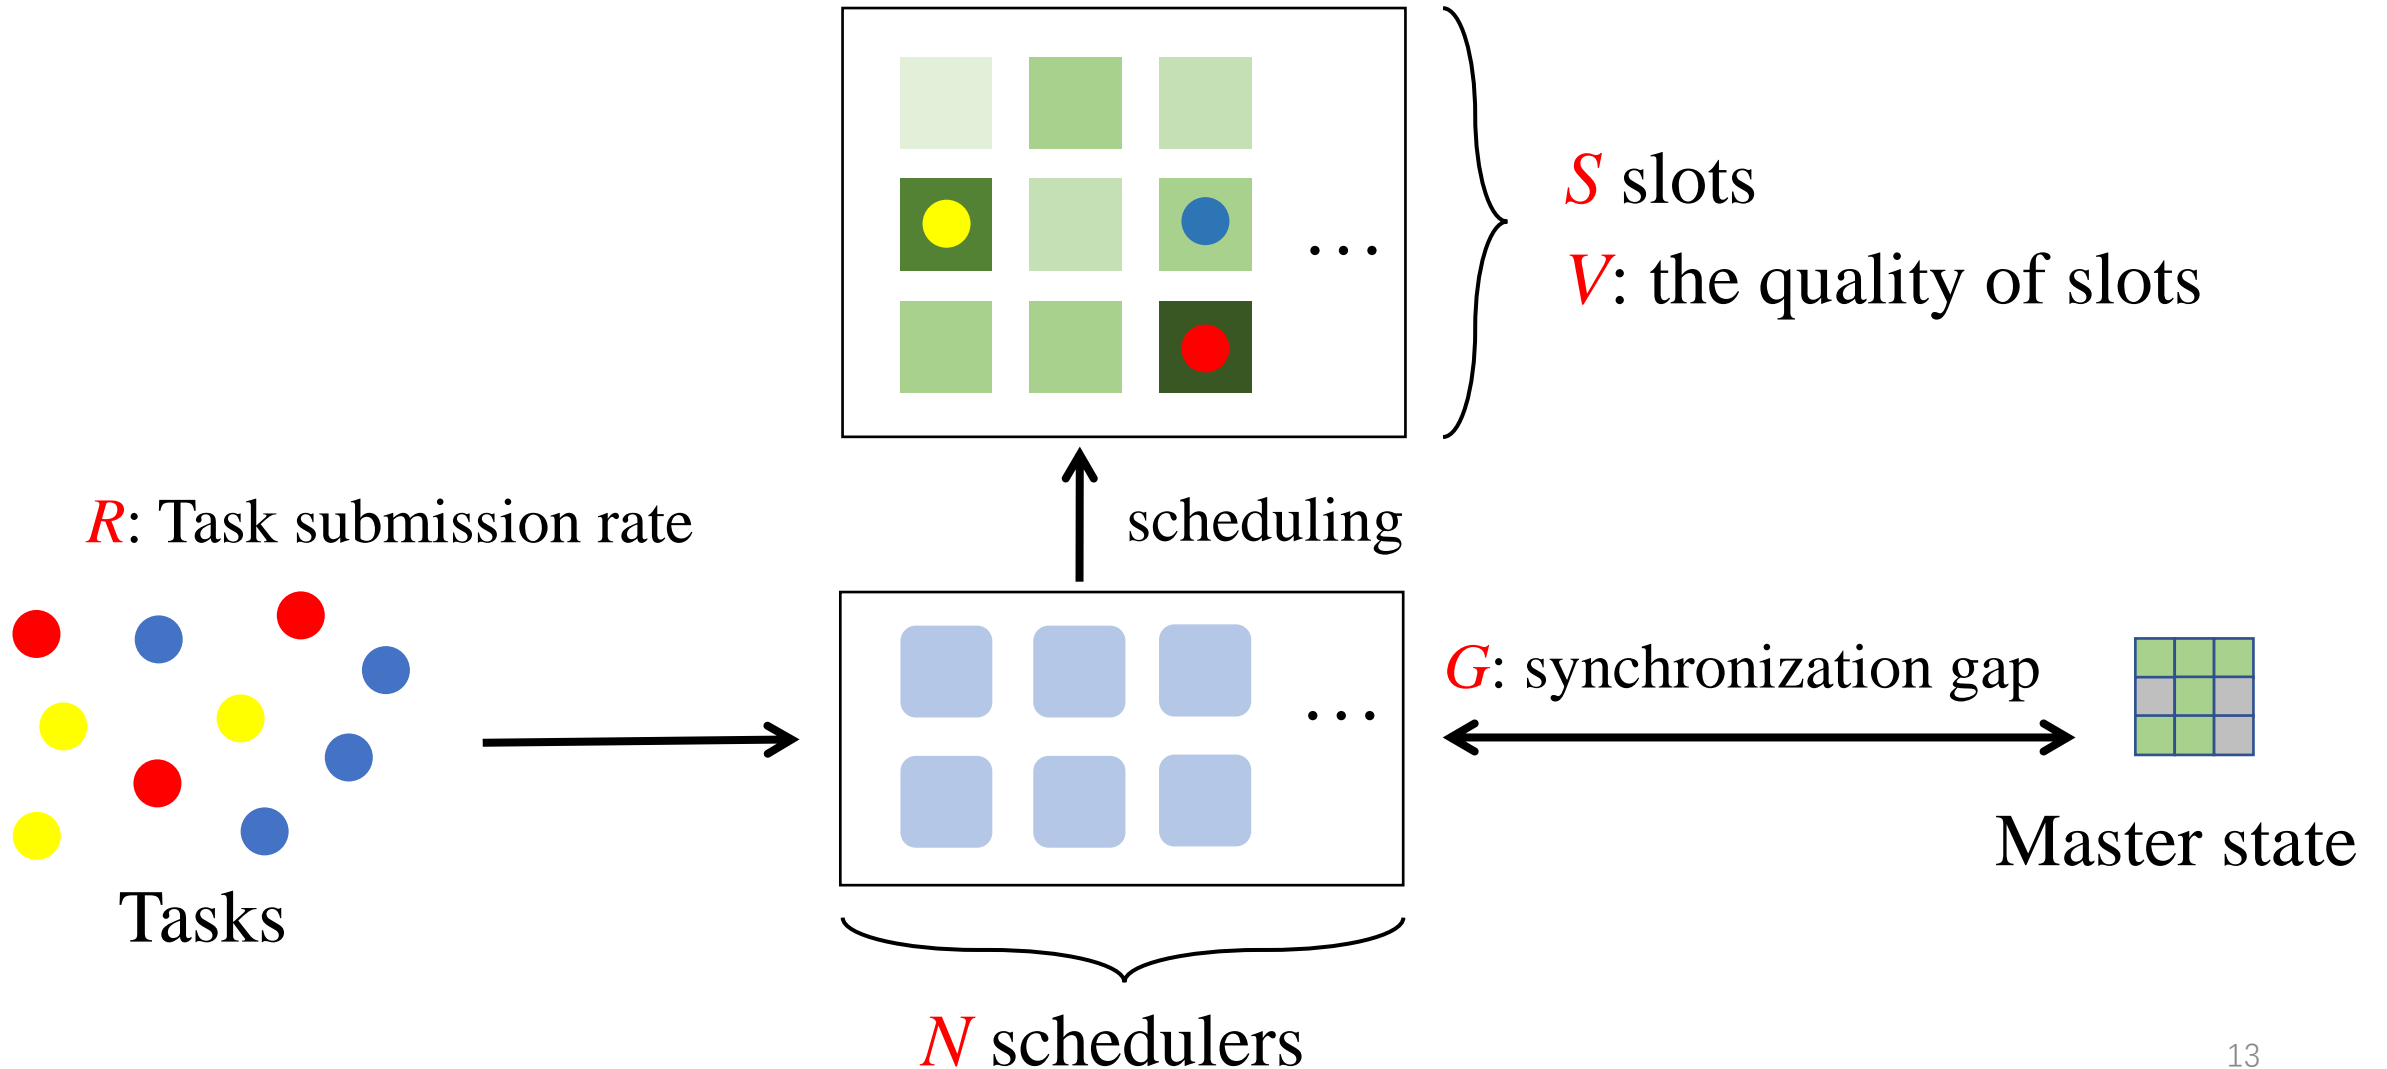 S slots
V: the quality of slots
R: Task submission rate
scheduling
...
...
G: synchronization gap
Master state
Tasks
N schedulers
13